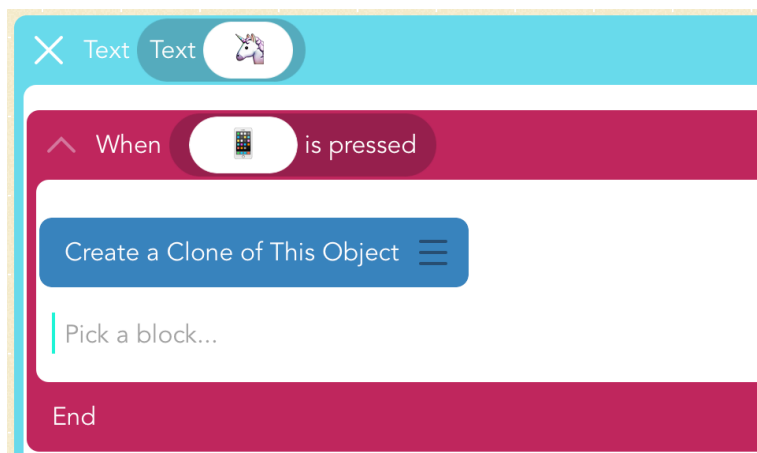 Text Text 🦄
When 📱 is pressed
Create a Clone of This Object
Pick a block...
End